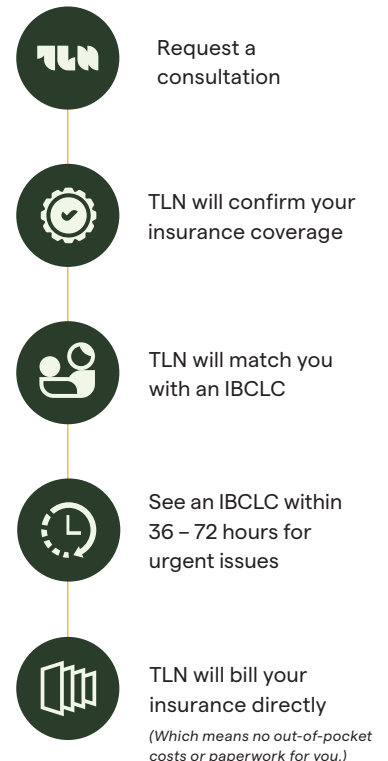 TLN
Request a
consultation
TLN will confirm your
insurance coverage
TLN will match you
with an IBCLC
See an IBCLC within
36 – 72 hours for
urgent issues
TLN will bill your
insurance directly
(Which means no out-of-pocket
costs or paperwork for you.)